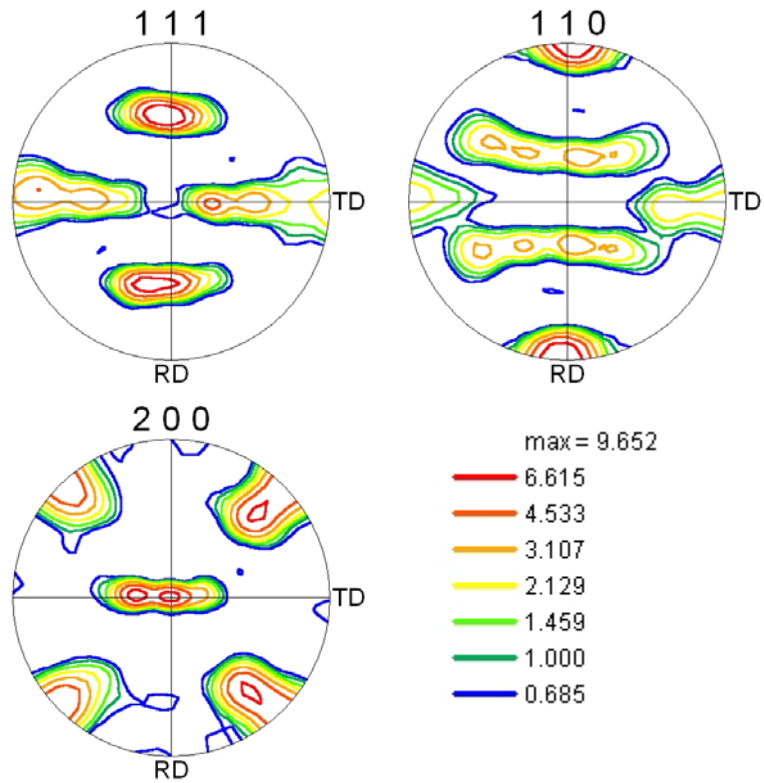 1 1 1
TD
RD
1 1 0
TD
RD
2 0 0
TD
RD
max = 9.652
6.615
4.533
3.107
2.129
1.459
1.000
0.685